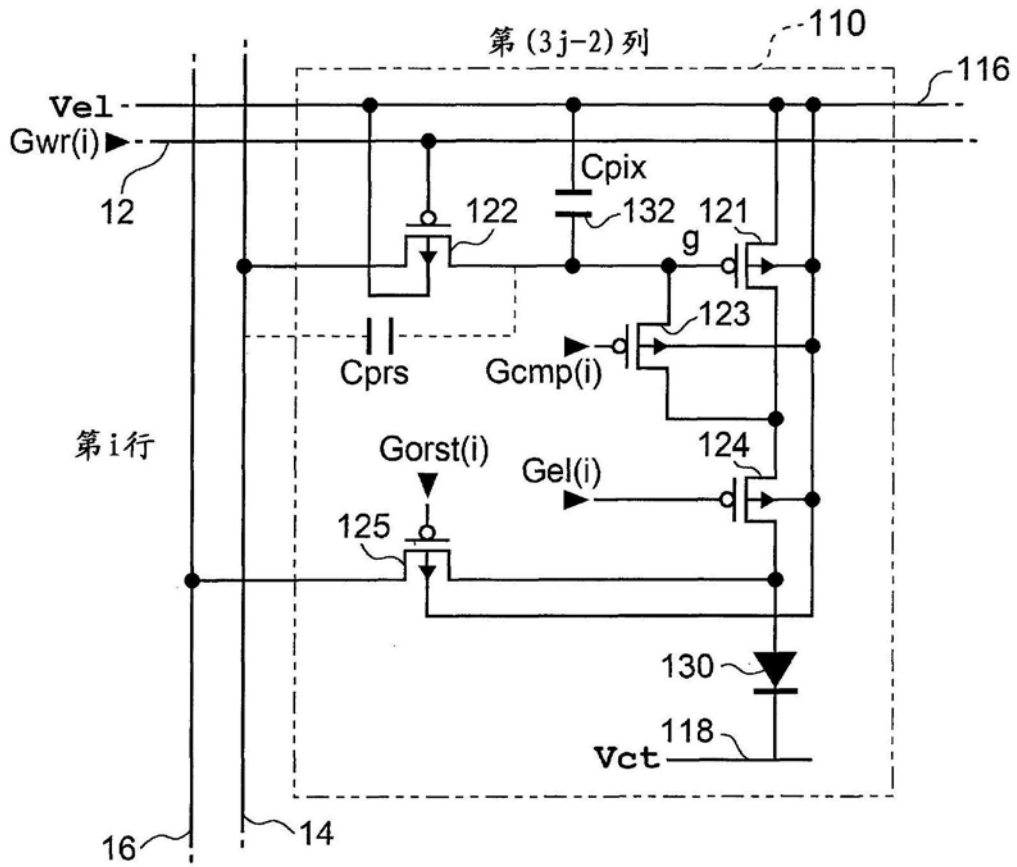 第(3j-2)列
110
116
Vel
Gwr(i)
12
Cpix
132
122
121
g
123
Cprs
Gcmp(i)
第i行
Gorst(i)
Gel(i)
124
125
130
118
Vct
16
14